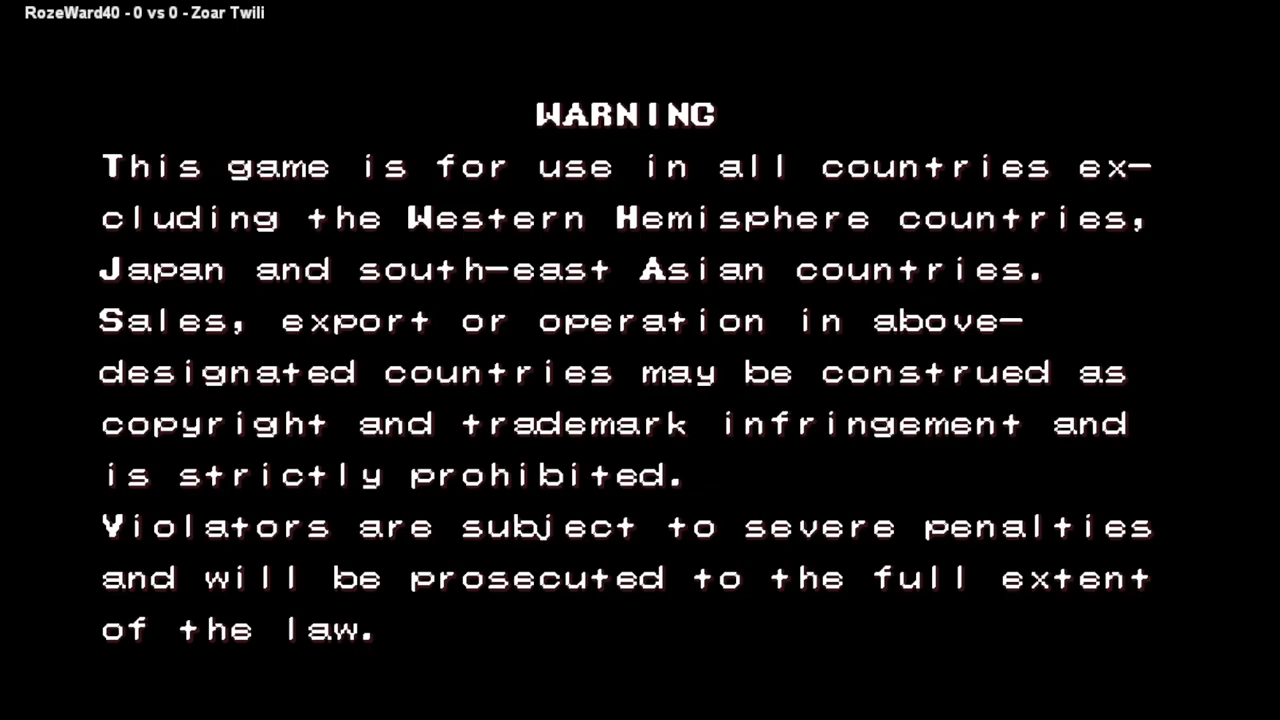 RozeWard40 - 0 vs 0 - Zoar Twili
WARNING
This game is for use in all countries ex-
cluding the Western Hemisphere countries,
Japan and south-east Asian countries.
Sales, export or operation in above-
designated countries may be construed as
copyright and trademark infringement and
is strictly prohibited.
Violators are subject to severe penalties
and will be prosecuted to the full extent
of the law.